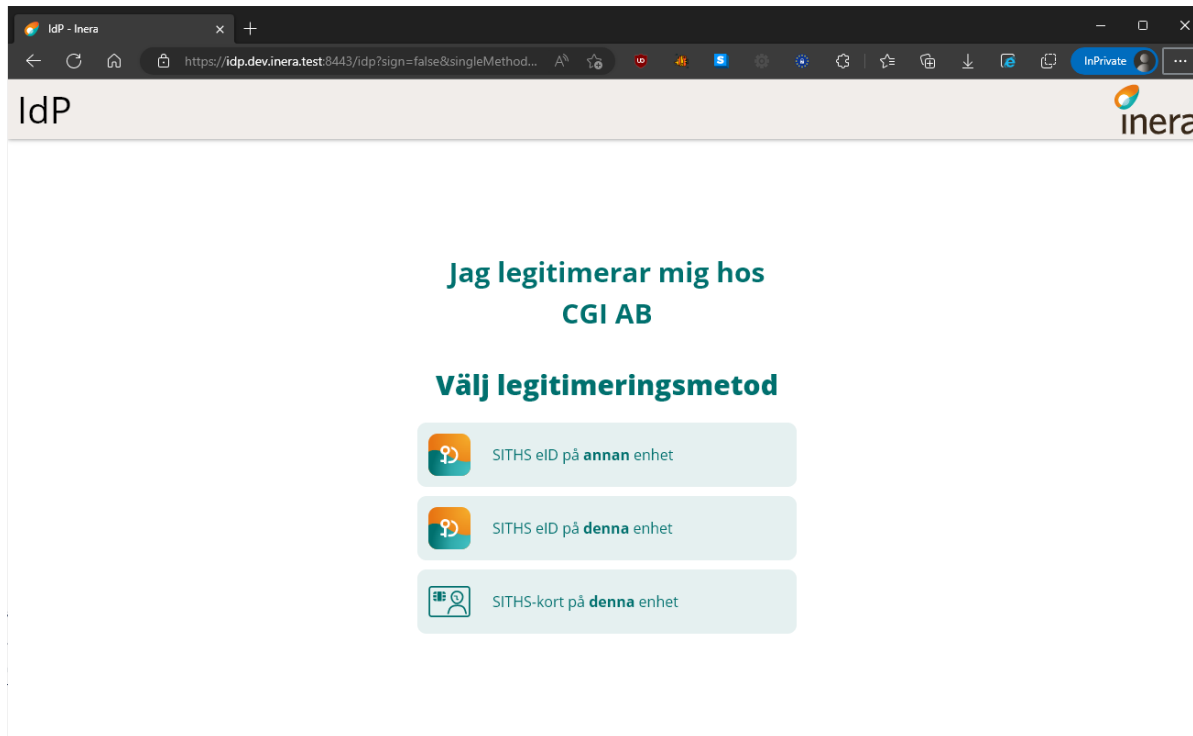 IdP - Inera
https://idp.dev.inera.test:8443/idp?sign=false&singleMethod...
InPrivate
IdP
inera
Jag legitimerar mig hos
CGI AB
Välj legitimeringsmetod
SITHS eID på annan enhet
SITHS eID på denna enhet
SITHS-kort på denna enhet